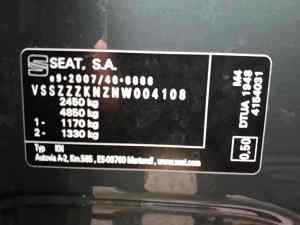 SEAT, S.A.
e9*2007/46*6666
VSSZZZKNZNW004108
2450 kg
4850 kg
1- 1170 kg
2- 1330 kg
Typ KN
Autovía A-2, Km.585, ES-08760 Martorell, www.seat.com
M4
DTUA 1948
4154031
0,50